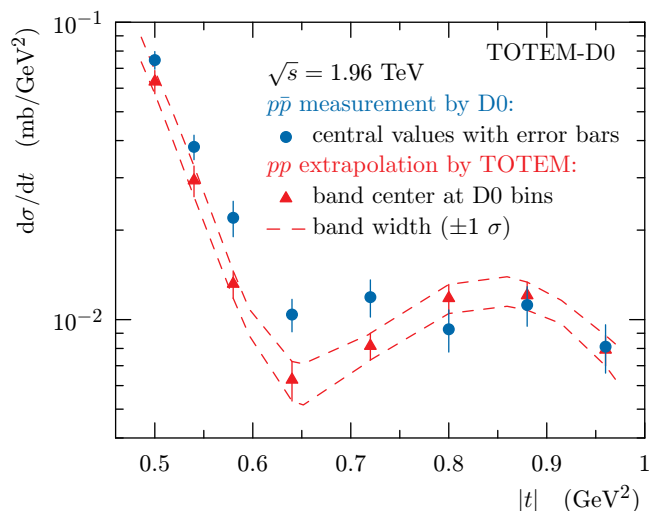 10⁻¹
TOTEM-D0
√s = 1.96 TeV
pp̄ measurement by D0:
central values with error bars
pp extrapolation by TOTEM:
band center at D0 bins
band width (±1 σ)
dσ/dt (mb/GeV²)
10⁻²
0.5 0.6 0.7 0.8 0.9 1
|t| (GeV²)